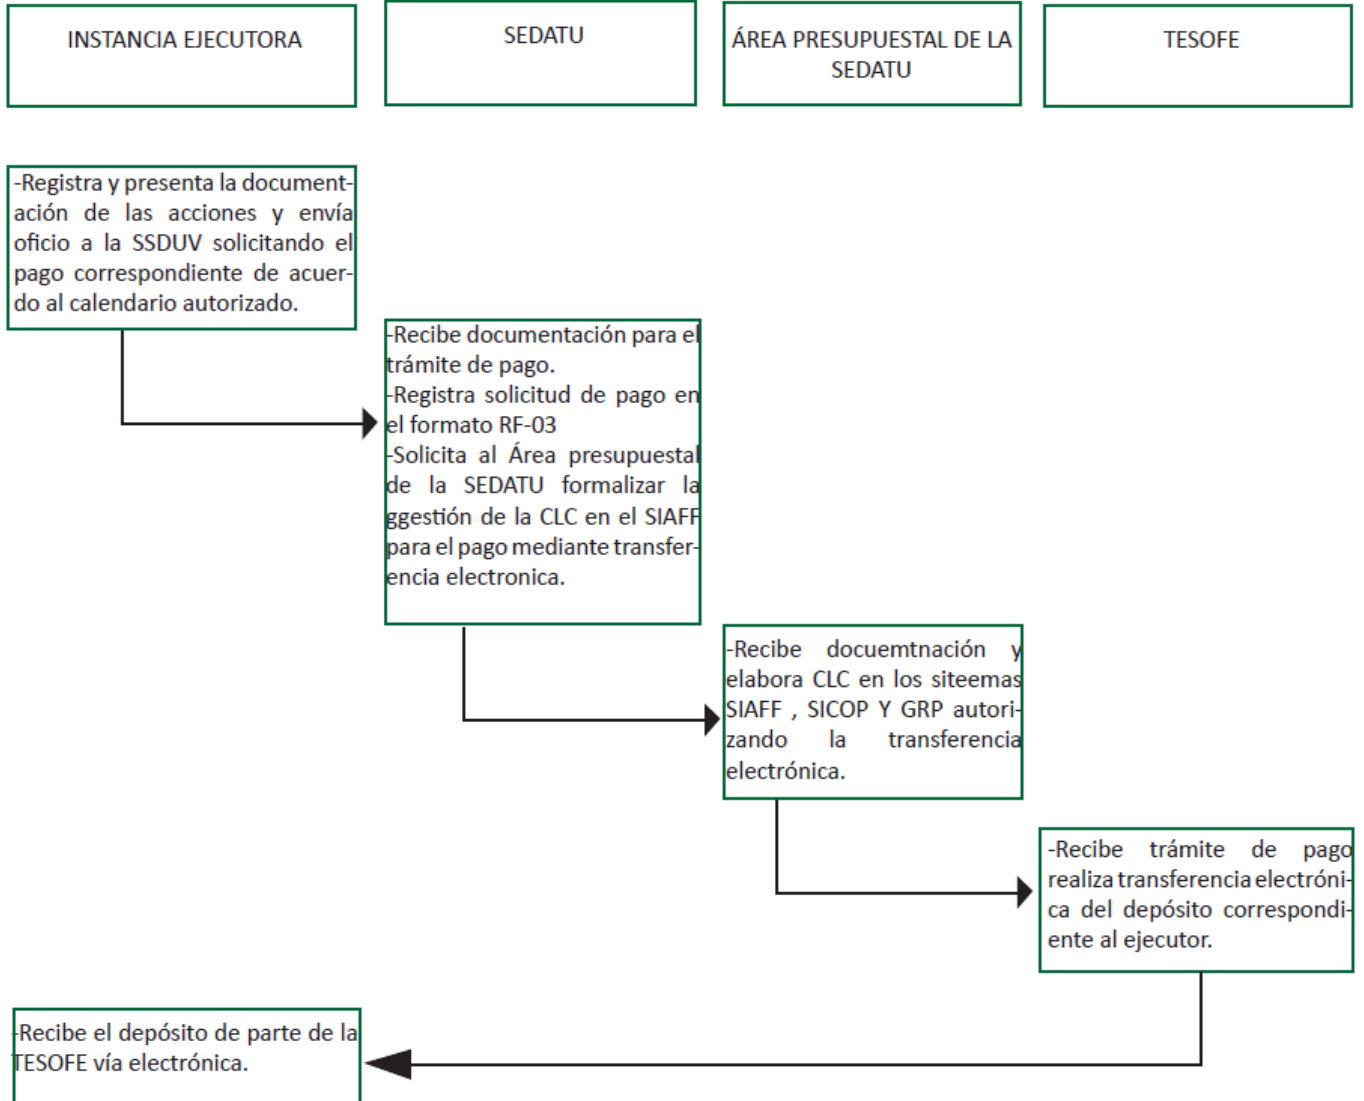 INSTANCIA EJECUTORA
SEDATU
ÁREA PRESUPUESTAL DE LA
SEDATU
TESOFE
-Registra y presenta la document-
ación de las acciones y envía
oficio a la SSDUV solicitando el
pago correspondiente de acuer-
do al calendario autorizado.
-Recibe documentación para el
trámite de pago.
-Registra solicitud de pago en
el formato RF-03
-Solicita al Área presupuestal
de la SEDATU formalizar la
ggestión de la CLC en el SIAFF
para el pago mediante transfer-
encia electronica.
-Recibe docuemtnación y
elabora CLC en los siteemas
SIAFF , SICOP Y GRP autori-
zando la transferencia
electrónica.
-Recibe trámite de pago
realiza transferencia electróni-
ca del depósito correspondi-
ente al ejecutor.
-Recibe el depósito de parte de la
TESOFE vía electrónica.